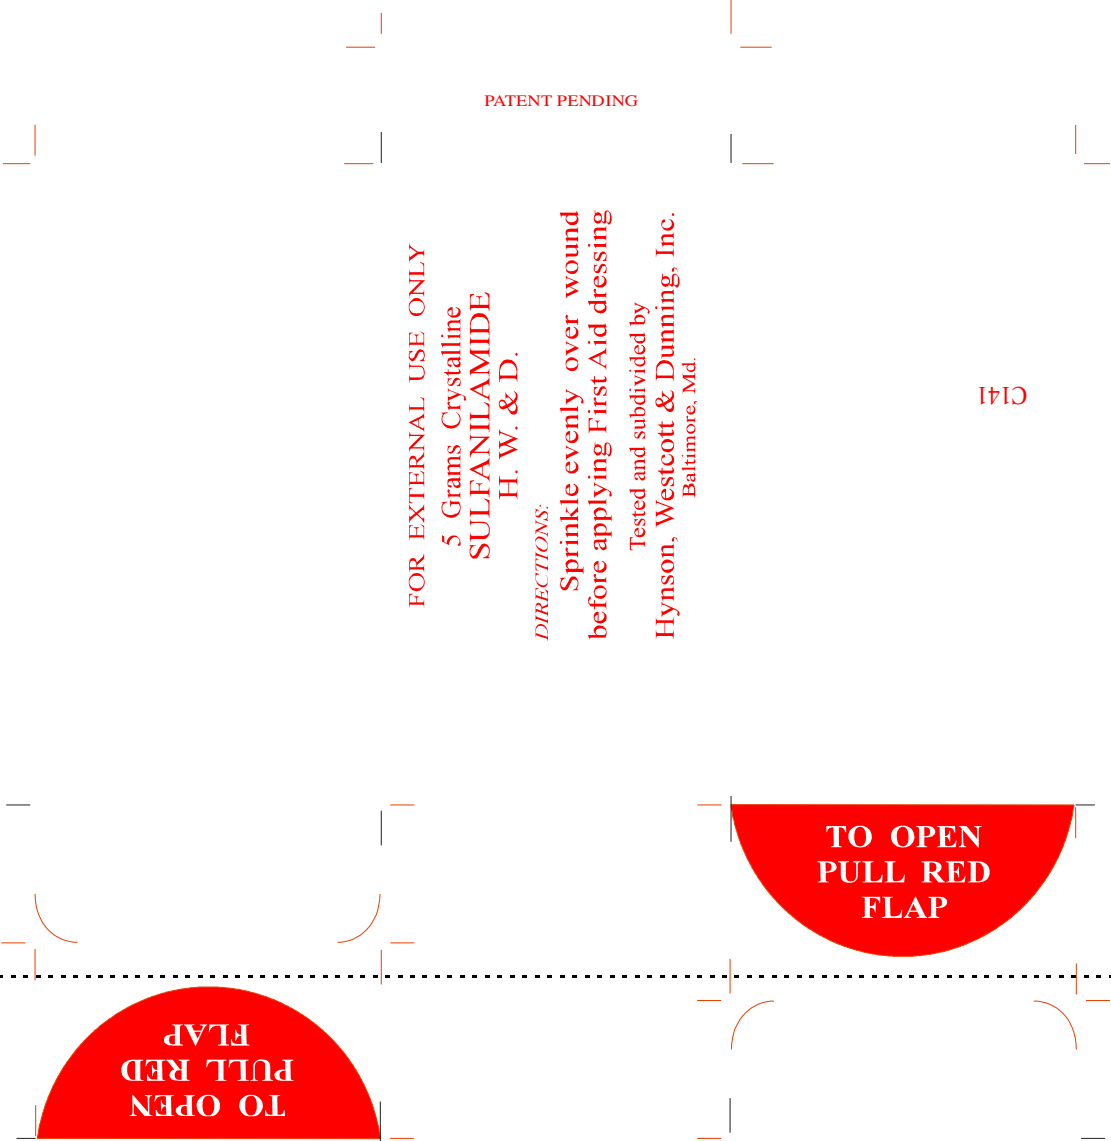 PATENT PENDING
FOR EXTERNAL USE ONLY
5 Grams Crystalline
SULFANILAMIDE
H. W. & D.
DIRECTIONS:
Sprinkle evenly over wound
before applying First Aid dressing
Tested and subdivided by
Hynson, Westcott & Dunning, Inc.
Baltimore, Md.
C141
TO OPEN
PULL RED
FLAP
TO OPEN
PULL RED
FLAP